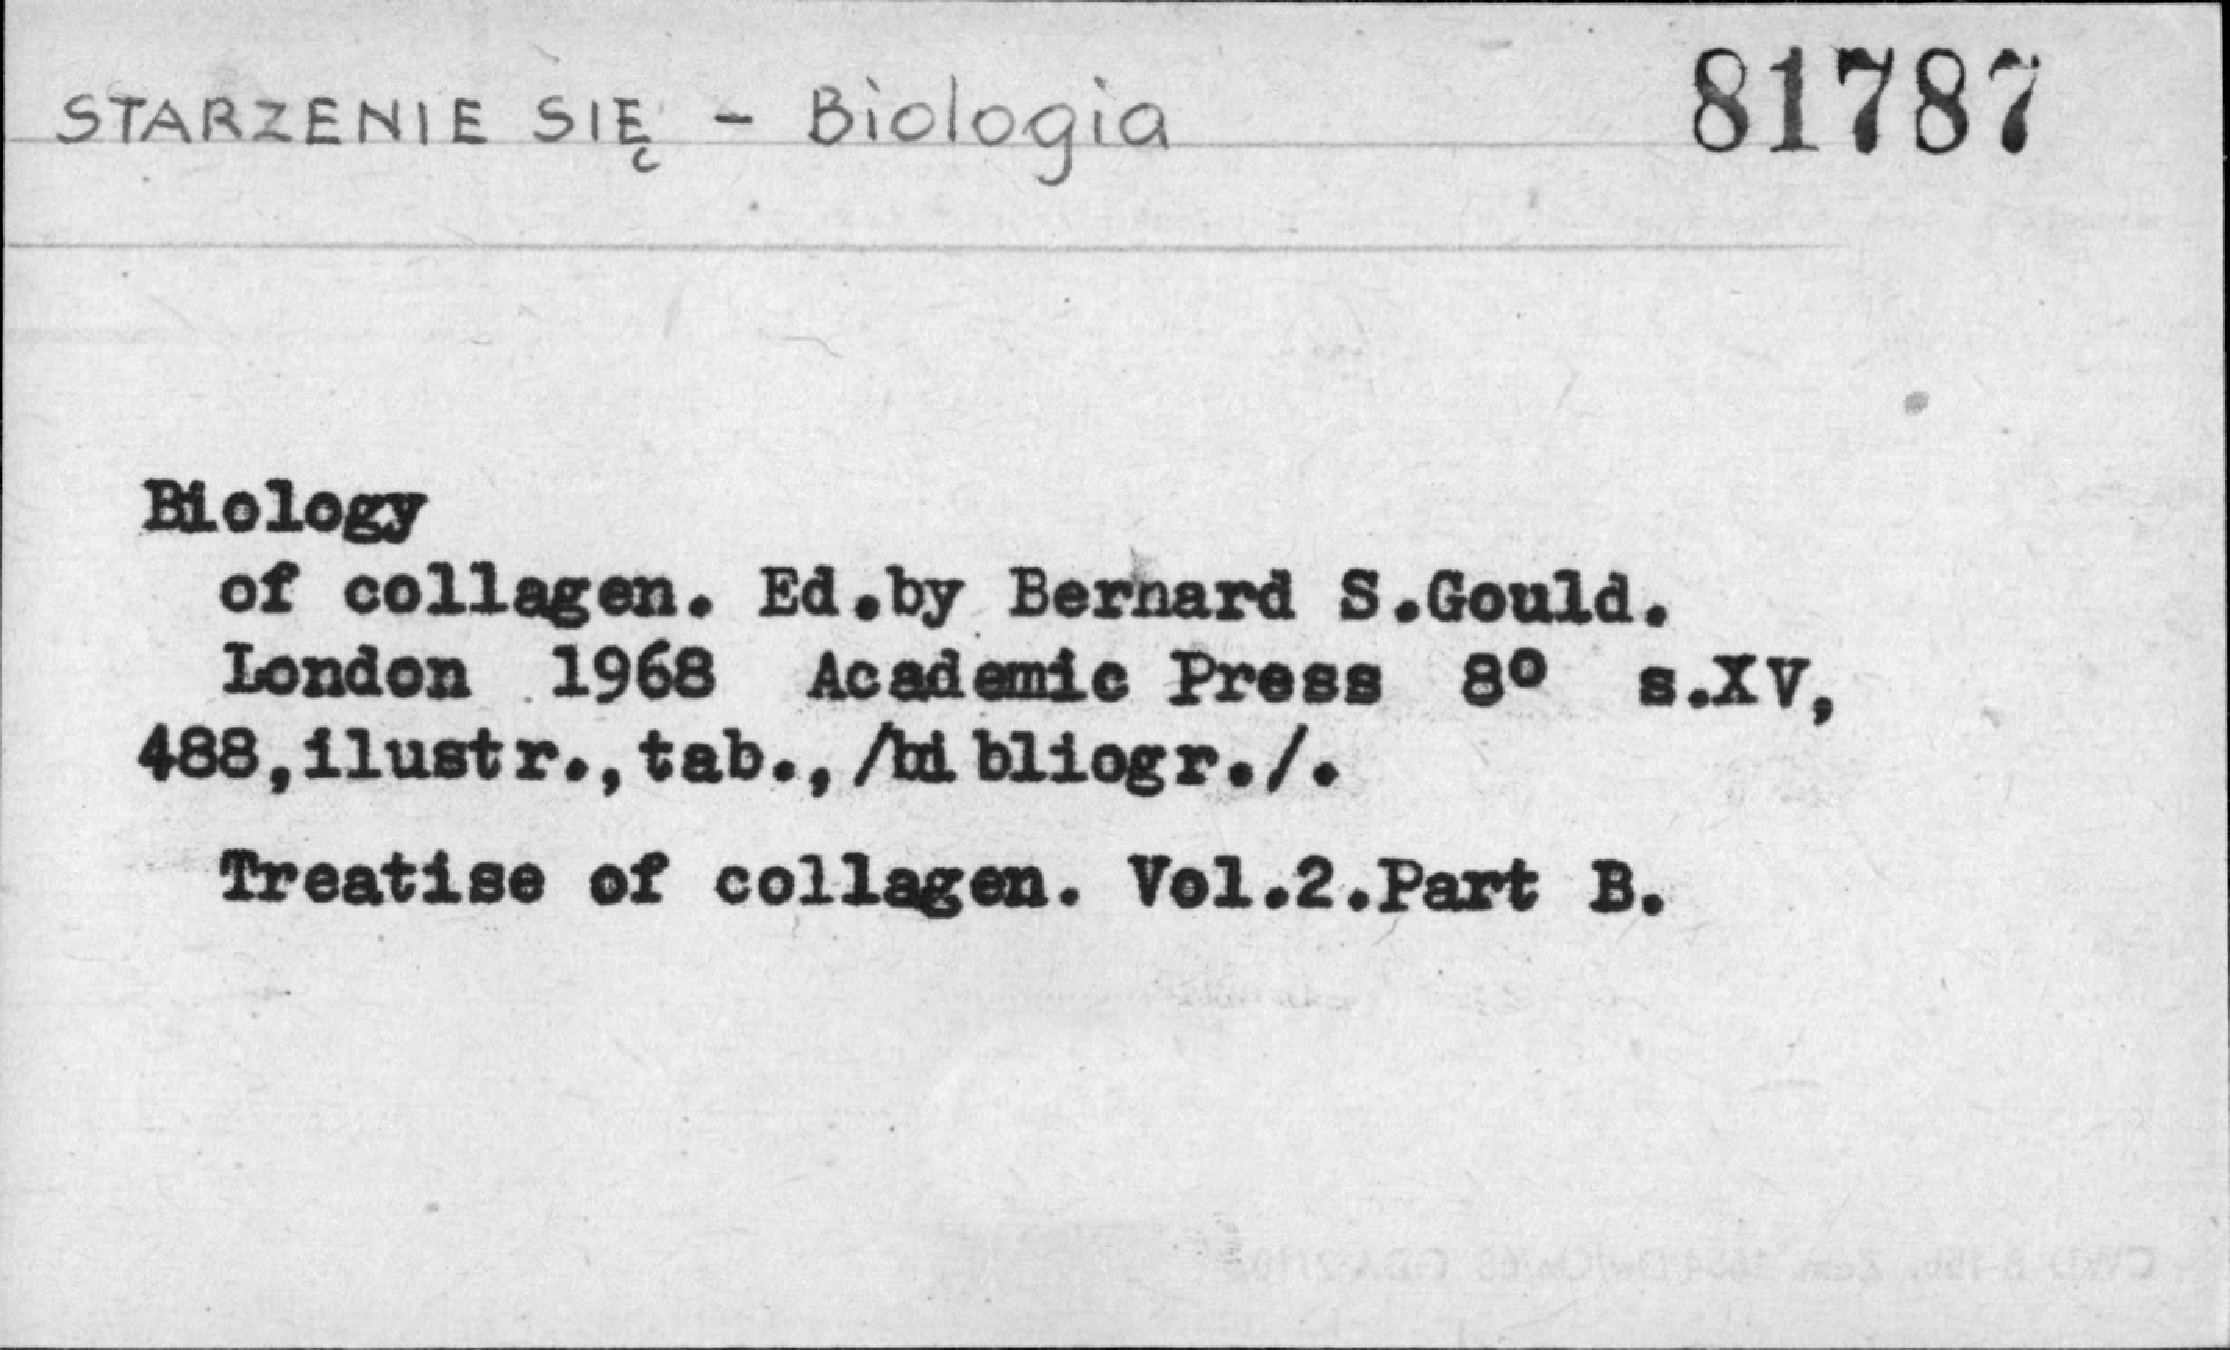 STARZENIE SIĘ - Biologia 81787
Biology
of collagen. Ed.by Bernard S.Gould.
London 1968 Academic Press 8º s.XV,
488,ilustr.,tab.,/bibliogr./.
Treatise of collagen. Vol.2.Part B.